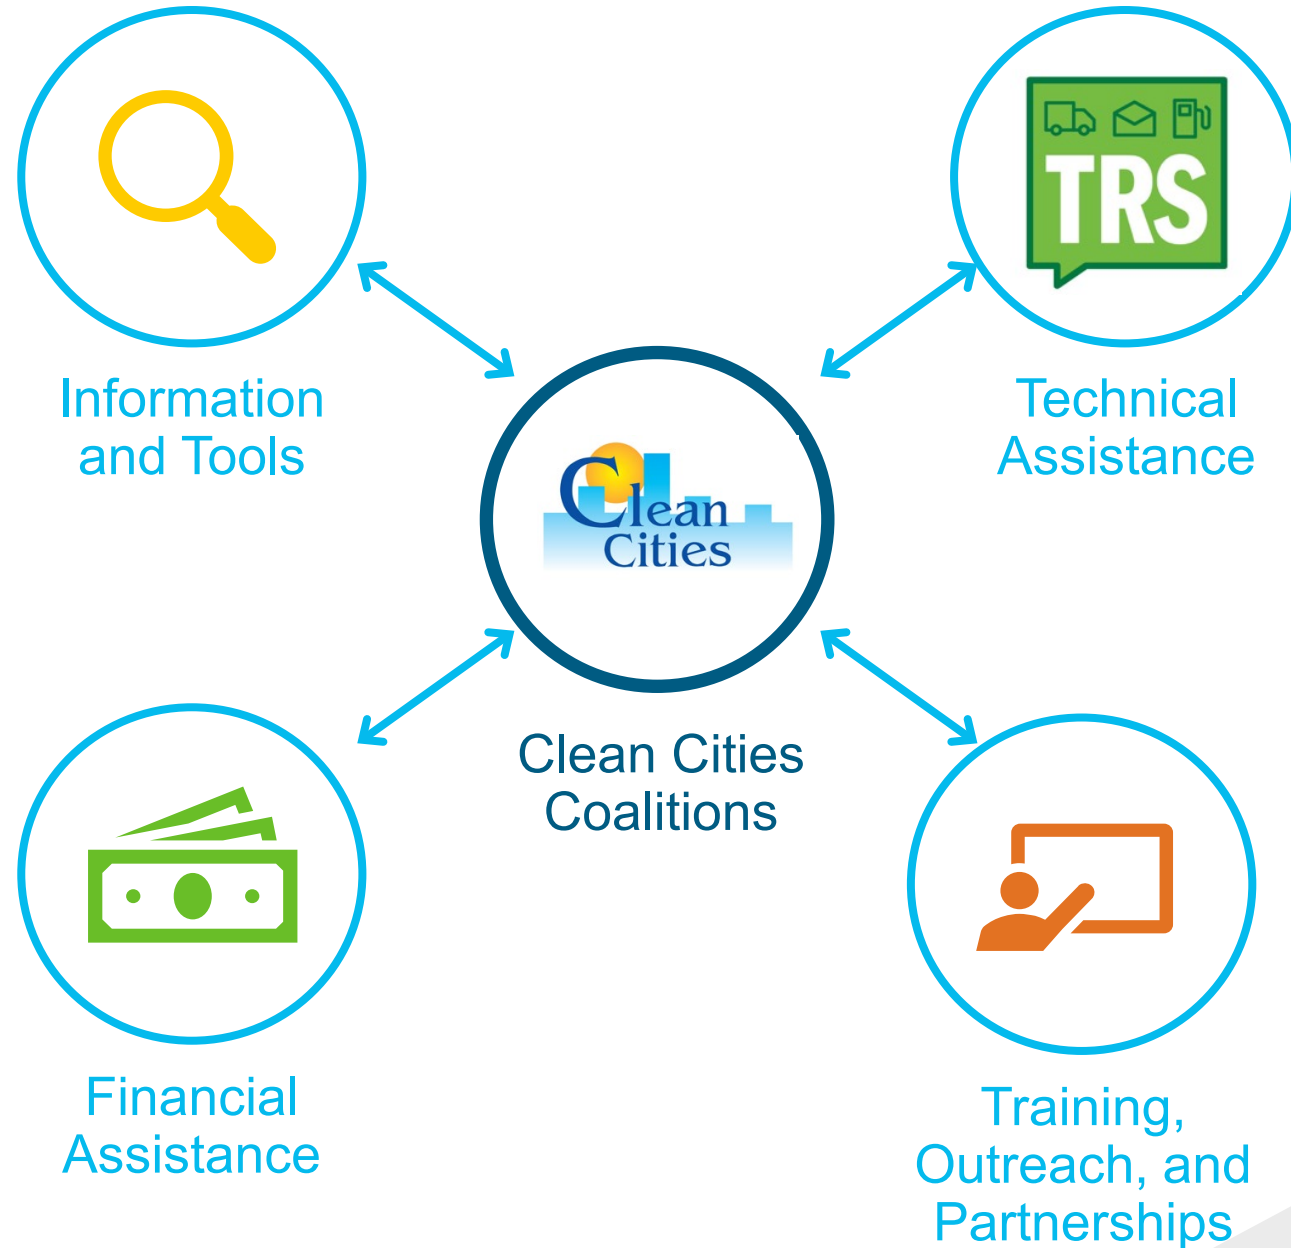 TRS
Information
and Tools
Technical
Assistance
Clean
Cities
Clean Cities
Coalitions
Financial
Assistance
Training,
Outreach, and
Partnerships